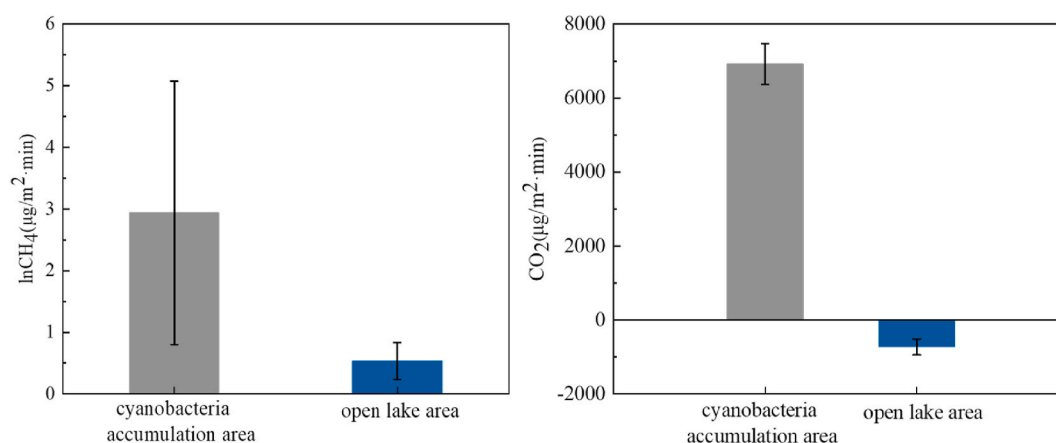 6
5
4
3
2
1
0
lnCH4(μg/m2·min)
cyanobacteria
accumulation area
open lake area
8000
6000
4000
2000
0
-2000
CO2(μg/m2·min)
cyanobacteria
accumulation area
open lake area